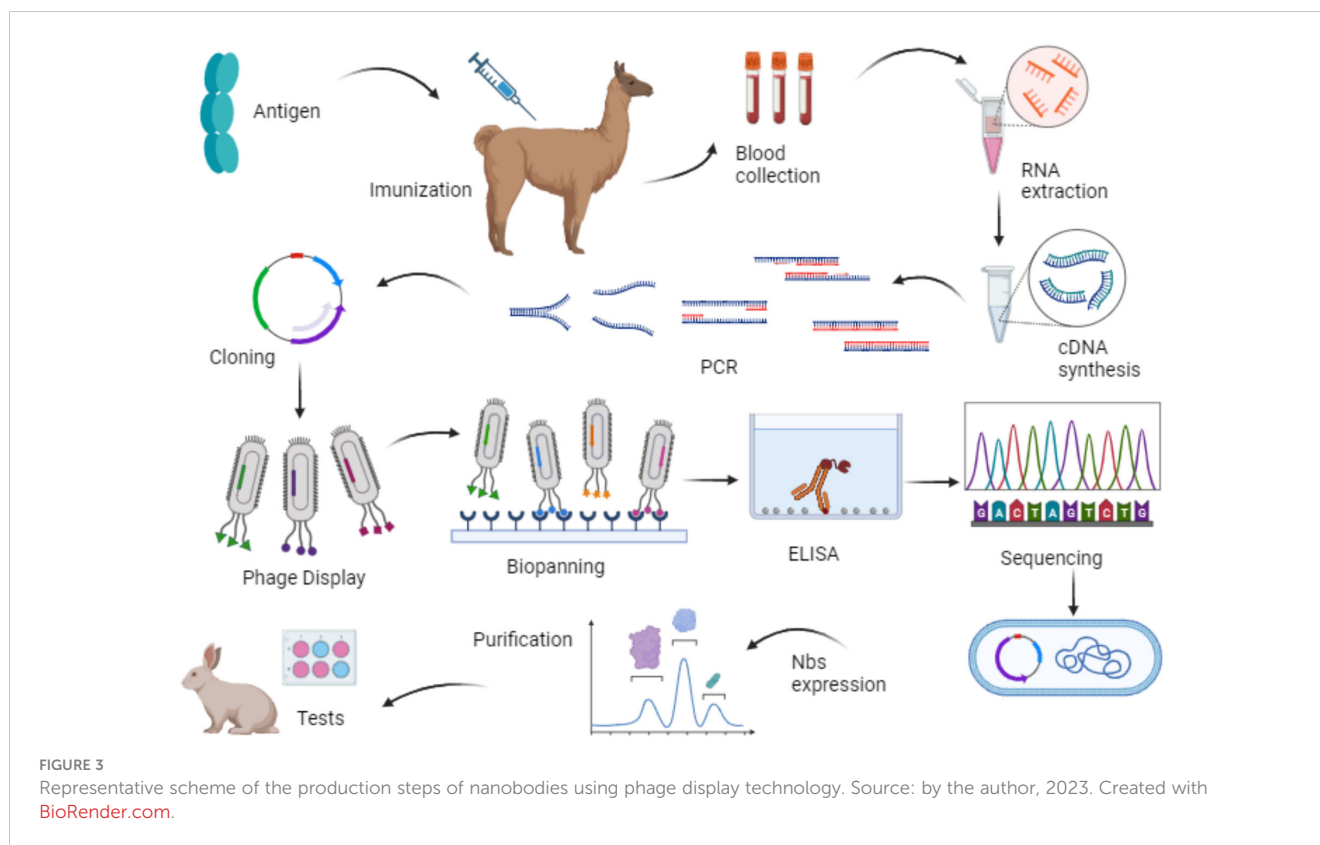 Antigen
Imunization
Blood
collection
RNA
extraction
cDNA
synthesis
PCR
Cloning
Phage Display
Biopanning
ELISA
G A C T A G T C T G
Sequencing
Nbs
expression
Purification
Tests
FIGURE 3
Representative scheme of the production steps of nanobodies using phage display technology. Source: by the author, 2023. Created with
BioRender.com.